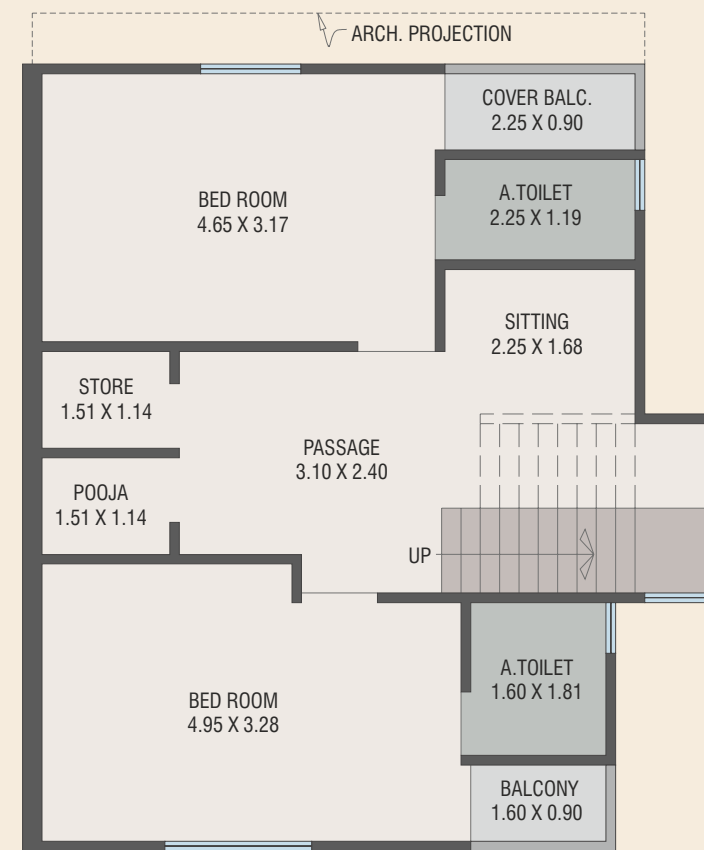 ARCH. PROJECTION
COVER BALC.
2.25 X 0.90
BED ROOM
4.65 X 3.17
A.TOILET
2.25 X 1.19
SITTING
2.25 X 1.68
STORE
1.51 X 1.14
PASSAGE
3.10 X 2.40
POOJA
1.51 X 1.14
UP
BED ROOM
4.95 X 3.28
A.TOILET
1.60 X 1.81
BALCONY
1.60 X 0.90